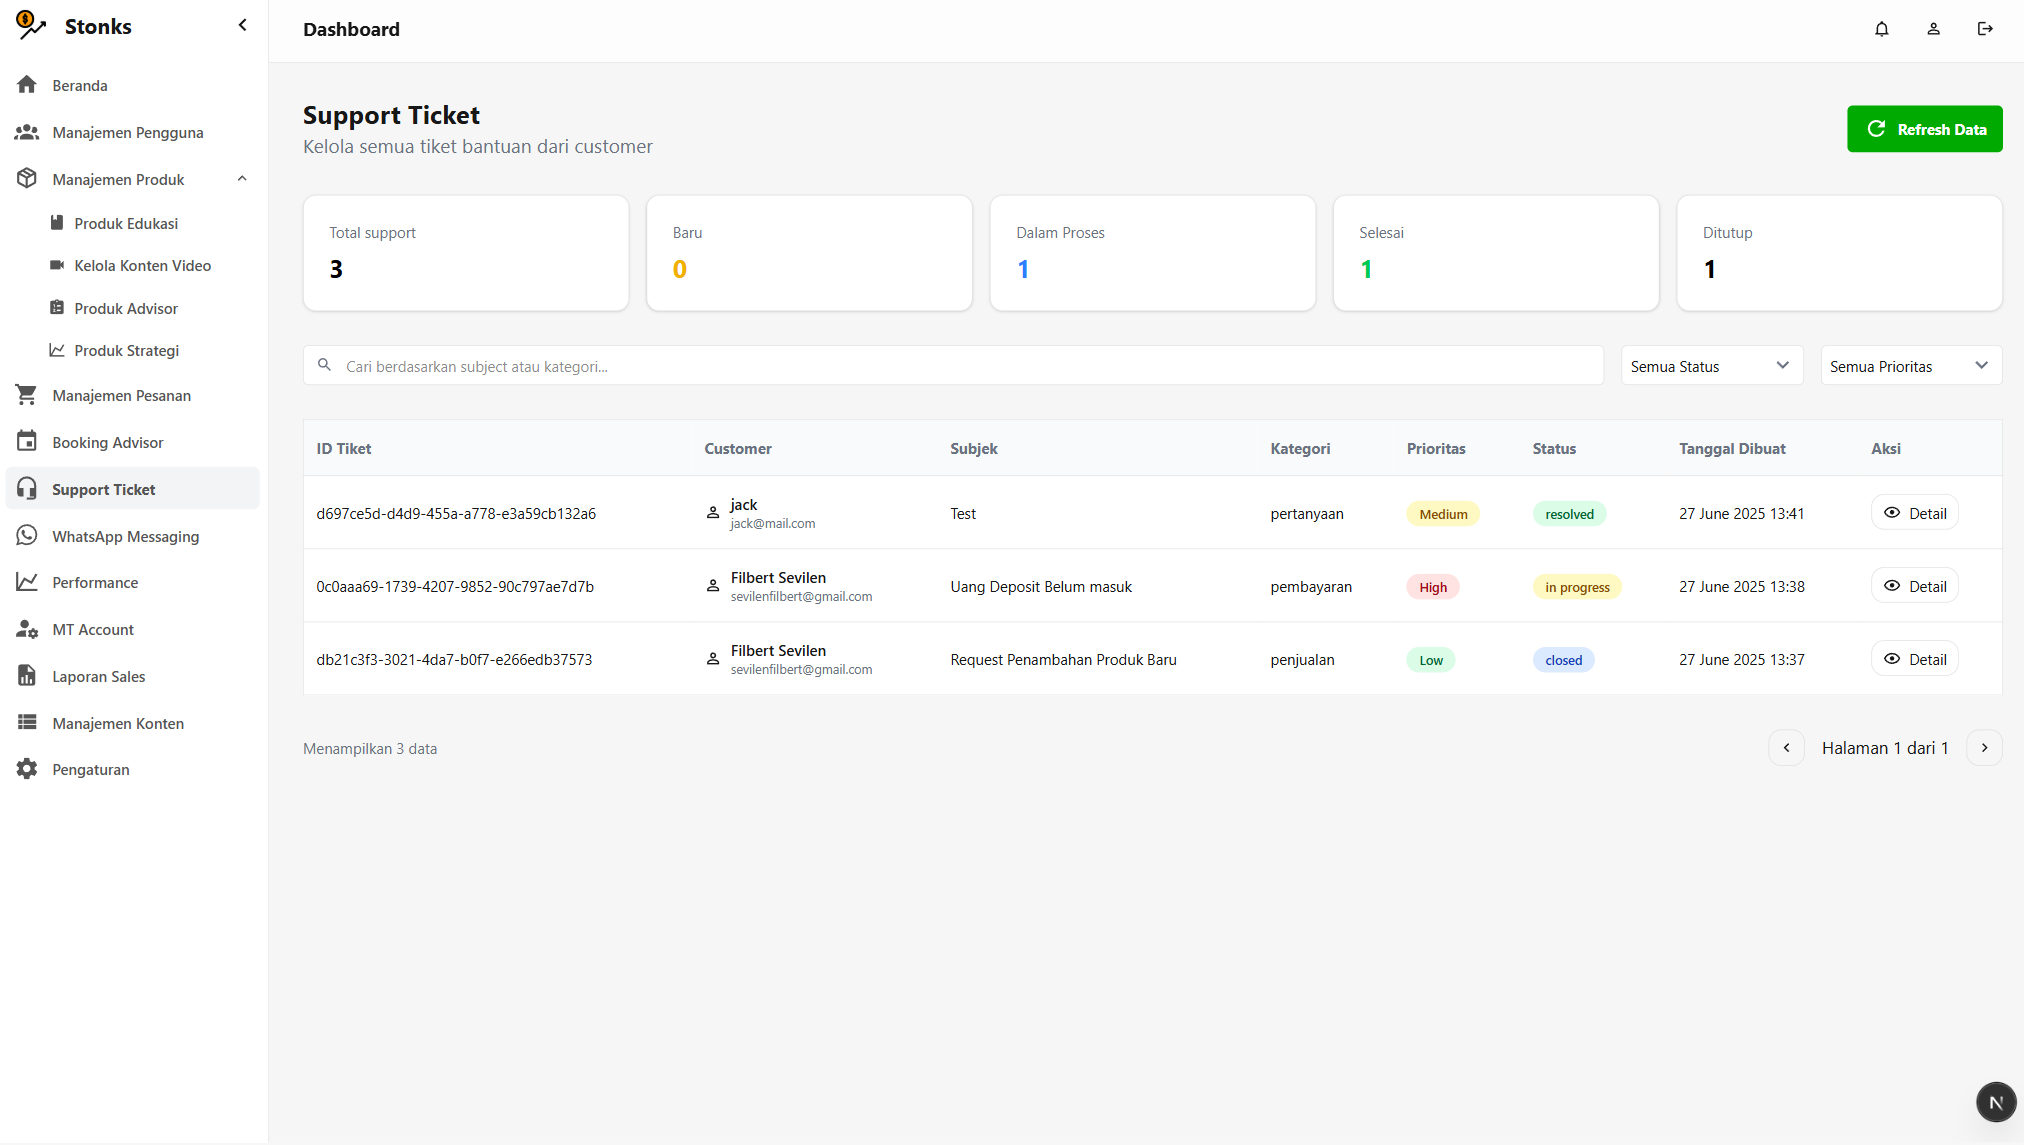 Stonks
Dashboard
Beranda
Manajemen Pengguna
Manajemen Produk
Produk Edukasi
Kelola Konten Video
Produk Advisor
Produk Strategi
Manajemen Pesanan
Booking Advisor
Support Ticket
WhatsApp Messaging
Performance
MT Account
Laporan Sales
Manajemen Konten
Pengaturan
Support Ticket
Kelola semua tiket bantuan dari customer
Refresh Data
Total support
3
Baru
0
Dalam Proses
1
Selesai
1
Ditutup
1
Cari berdasarkan subject atau kategori...
Semua Status
Semua Prioritas
ID Tiket Customer Subjek Kategori Prioritas Status Tanggal Dibuat Aksi
d697ce5d-d4d9-455a-a778-e3a59cb132a6 jack Test pertanyaan Medium resolved 27 June 2025 13:41 Detail
jack@mail.com
0c0aaa69-1739-4207-9852-90c797ae7d7b Filbert Sevilen Uang Deposit Belum masuk pembayaran High in progress 27 June 2025 13:38 Detail
sevilenfilbert@gmail.com
db21c3f3-3021-4da7-b0f7-e266edb37573 Filbert Sevilen Request Penambahan Produk Baru penjualan Low closed 27 June 2025 13:37 Detail
sevilenfilbert@gmail.com
Menampilkan 3 data
Halaman 1 dari 1
N